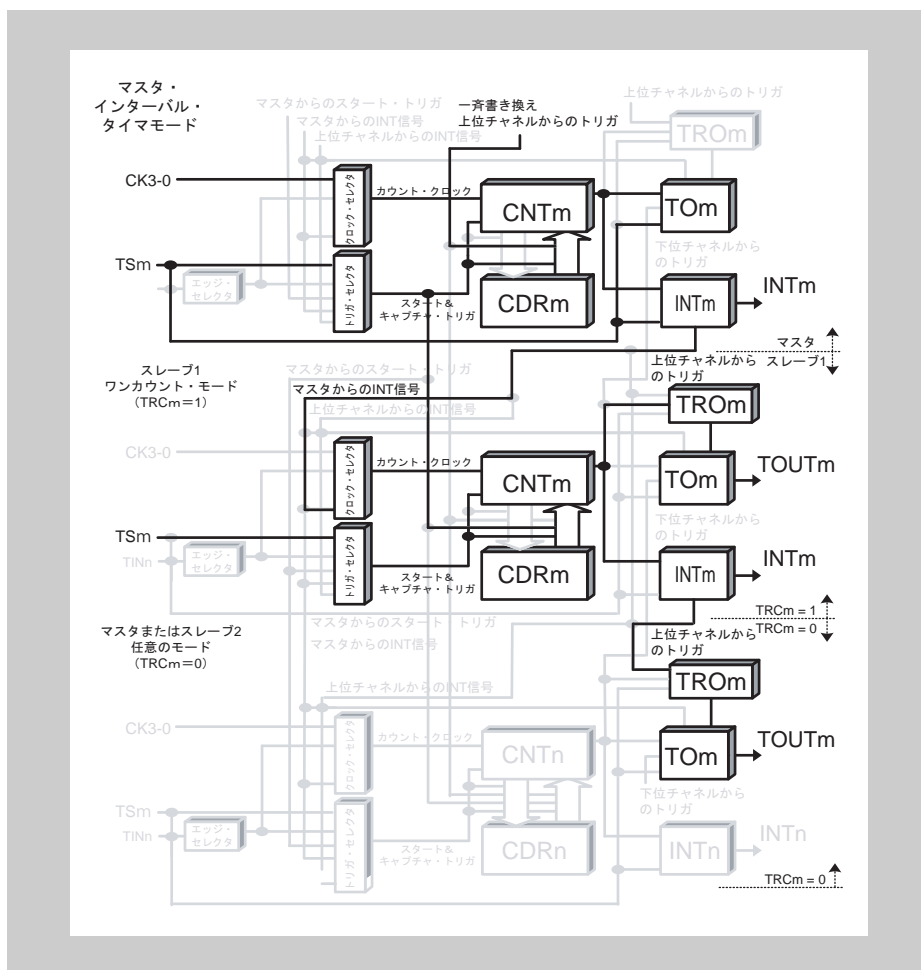 マスタ・
インターバル・
タイマモード
マスタからのスタート・トリガ
マスタからのINT信号
上位チャネルからのINT信号
一斉書き換え
上位チャネルからのトリガ
上位チャネルからのトリガ
TROm
CK3-0
クロック・セレクタ
カウント・クロック
CNTm
TOm
下位チャネルから
のトリガ
TSm
エッジ・
セレクタ
トリガ・セレクタ
スタート&
キャプチャ・トリガ
CDRm
INTm
INTm
マスタ
スレーブ1
スレーブ1
ワンカウント・モード
（TRCm＝1）
マスタからのスタート・トリガ
マスタからのINT信号
上位チャネルからのINT信号
上位チャネルから
のトリガ
TROm
CK3-0
クロック・セレクタ
カウント・クロック
CNTm
TOm
TOUTm
下位チャネルから
のトリガ
TSm
TINn
エッジ・
セレクタ
トリガ・セレクタ
スタート&
キャプチャ・トリガ
CDRm
INTm
INTm
TRCm = 1
TRCm = 0
マスタまたはスレーブ2
任意のモード
（TRCm＝0）
マスタからのスタート・トリガ
マスタからのINT信号
上位チャネルからのINT信号
上位チャネルから
のトリガ
TROm
CK3-0
クロック・セレクタ
カウント・クロック
CNTn
TOm
TOUTm
下位チャネルから
のトリガ
TSm
TINn
エッジ・
セレクタ
トリガ・セレクタ
スタート&
キャプチャ・トリガ
CDRn
INTn
INTn
TRCm = 0